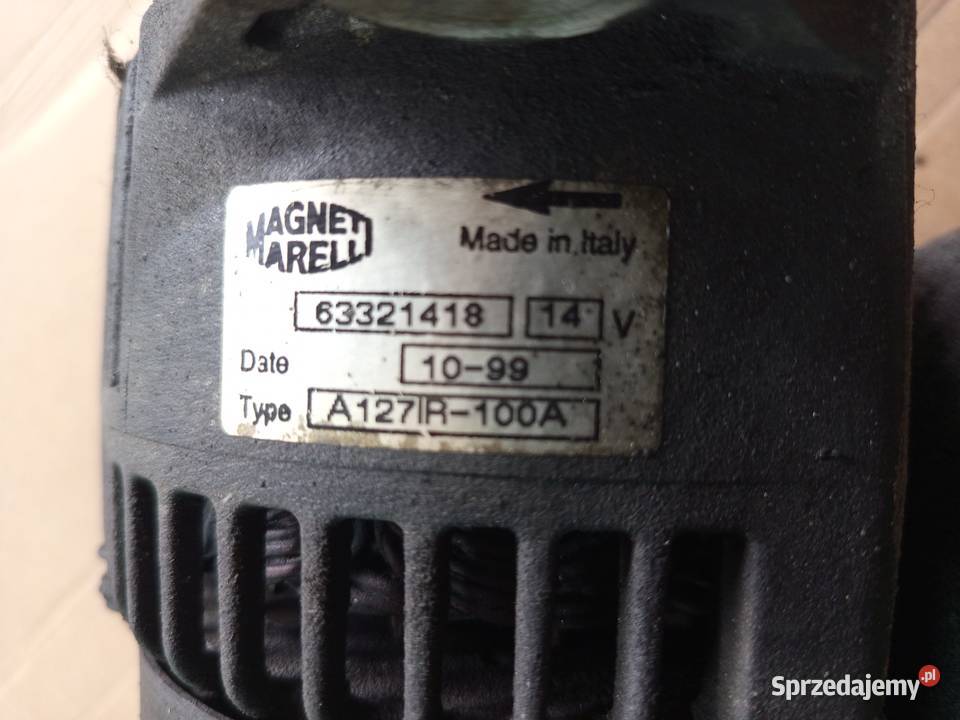 MAGNETI
MARELLI
Made in Italy
63321418 14 V
Date 10-99
Type A127IR-100A
Sprzedajemy.pl